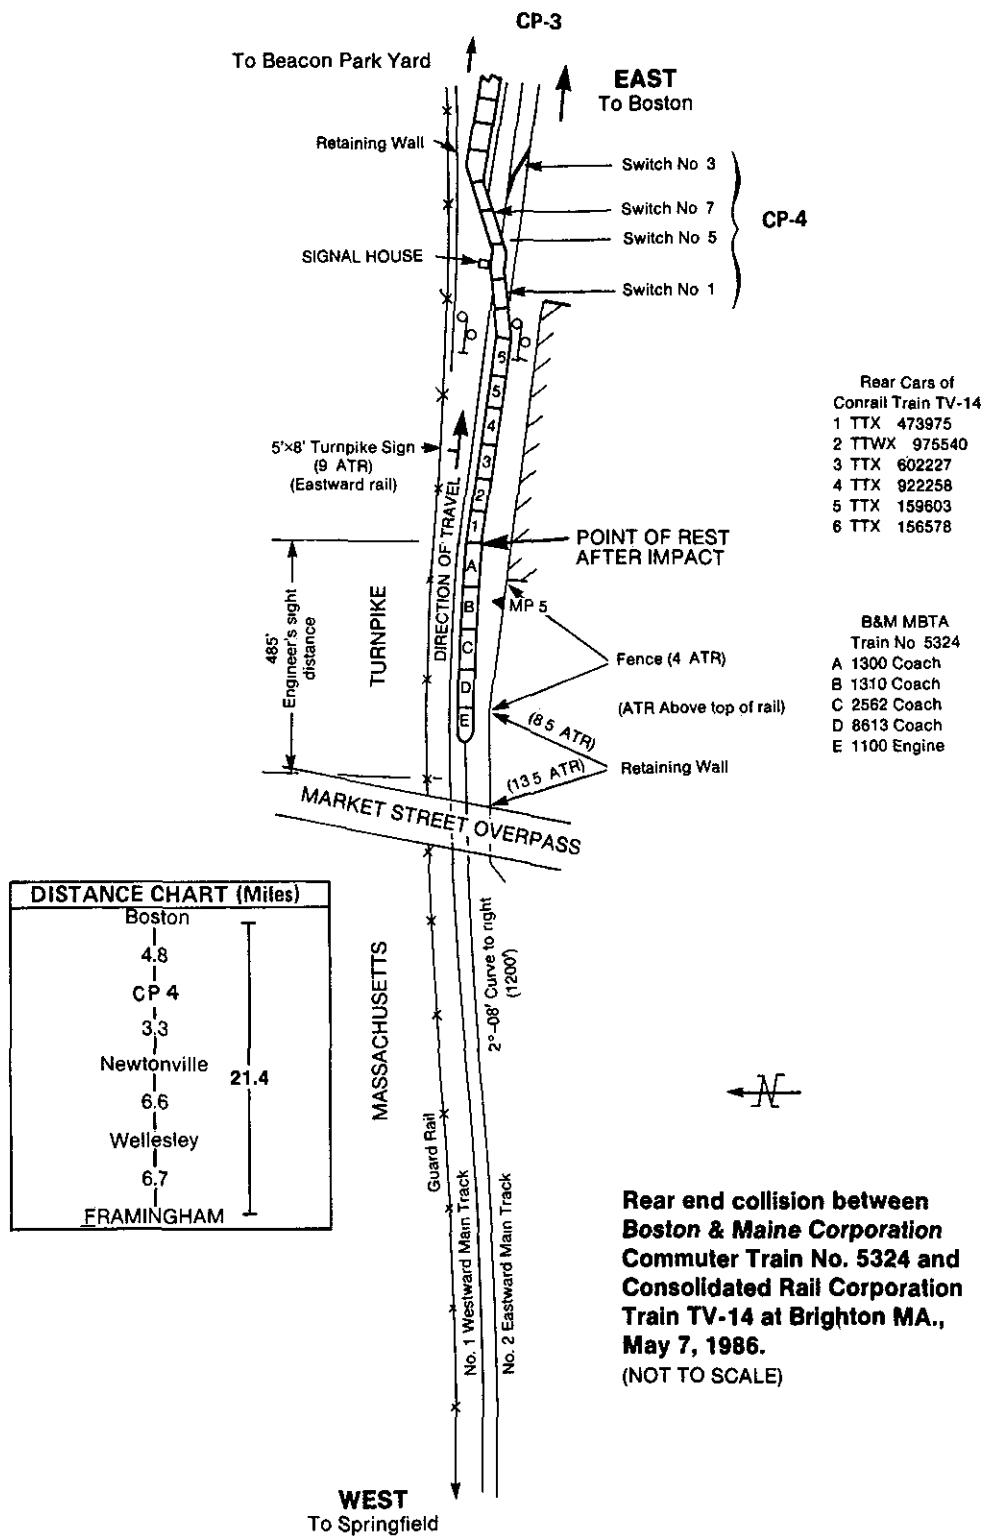 CP-3
To Beacon Park Yard
EAST
To Boston
Retaining Wall
Switch No 3
Switch No 7
Switch No 5
CP-4
SIGNAL HOUSE
Switch No 1
6
5
4
3
2
1
5'×8' Turnpike Sign
(9 ATR)
(Eastward rail)
Rear Cars of
Conrail Train TV-14
1 TTX 473975
2 TTWX 975540
3 TTX 602227
4 TTX 922258
5 TTX 159603
6 TTX 156578
DIRECTION OF TRAVEL
POINT OF REST
AFTER IMPACT
A
B
C
D
E
MP 5
485'
Engineer's sight
distance
TURNPIKE
Fence (4 ATR)
(ATR Above top of rail)
(8 5 ATR)
(13 5 ATR)
Retaining Wall
B&M MBTA
Train No 5324
A 1300 Coach
B 1310 Coach
C 2562 Coach
D 8613 Coach
E 1100 Engine
MARKET STREET OVERPASS
DISTANCE CHART (Miles)
Boston
4.8
CP 4
3.3
Newtonville
21.4
6.6
Wellesley
6.7
FRAMINGHAM
MASSACHUSETTS
2°-08' Curve to right
(1200')
Guard Rail
No. 1 Westward Main Track
No. 2 Eastward Main Track
N
Rear end collision between
Boston & Maine Corporation
Commuter Train No. 5324 and
Consolidated Rail Corporation
Train TV-14 at Brighton MA.,
May 7, 1986.
(NOT TO SCALE)
WEST
To Springfield